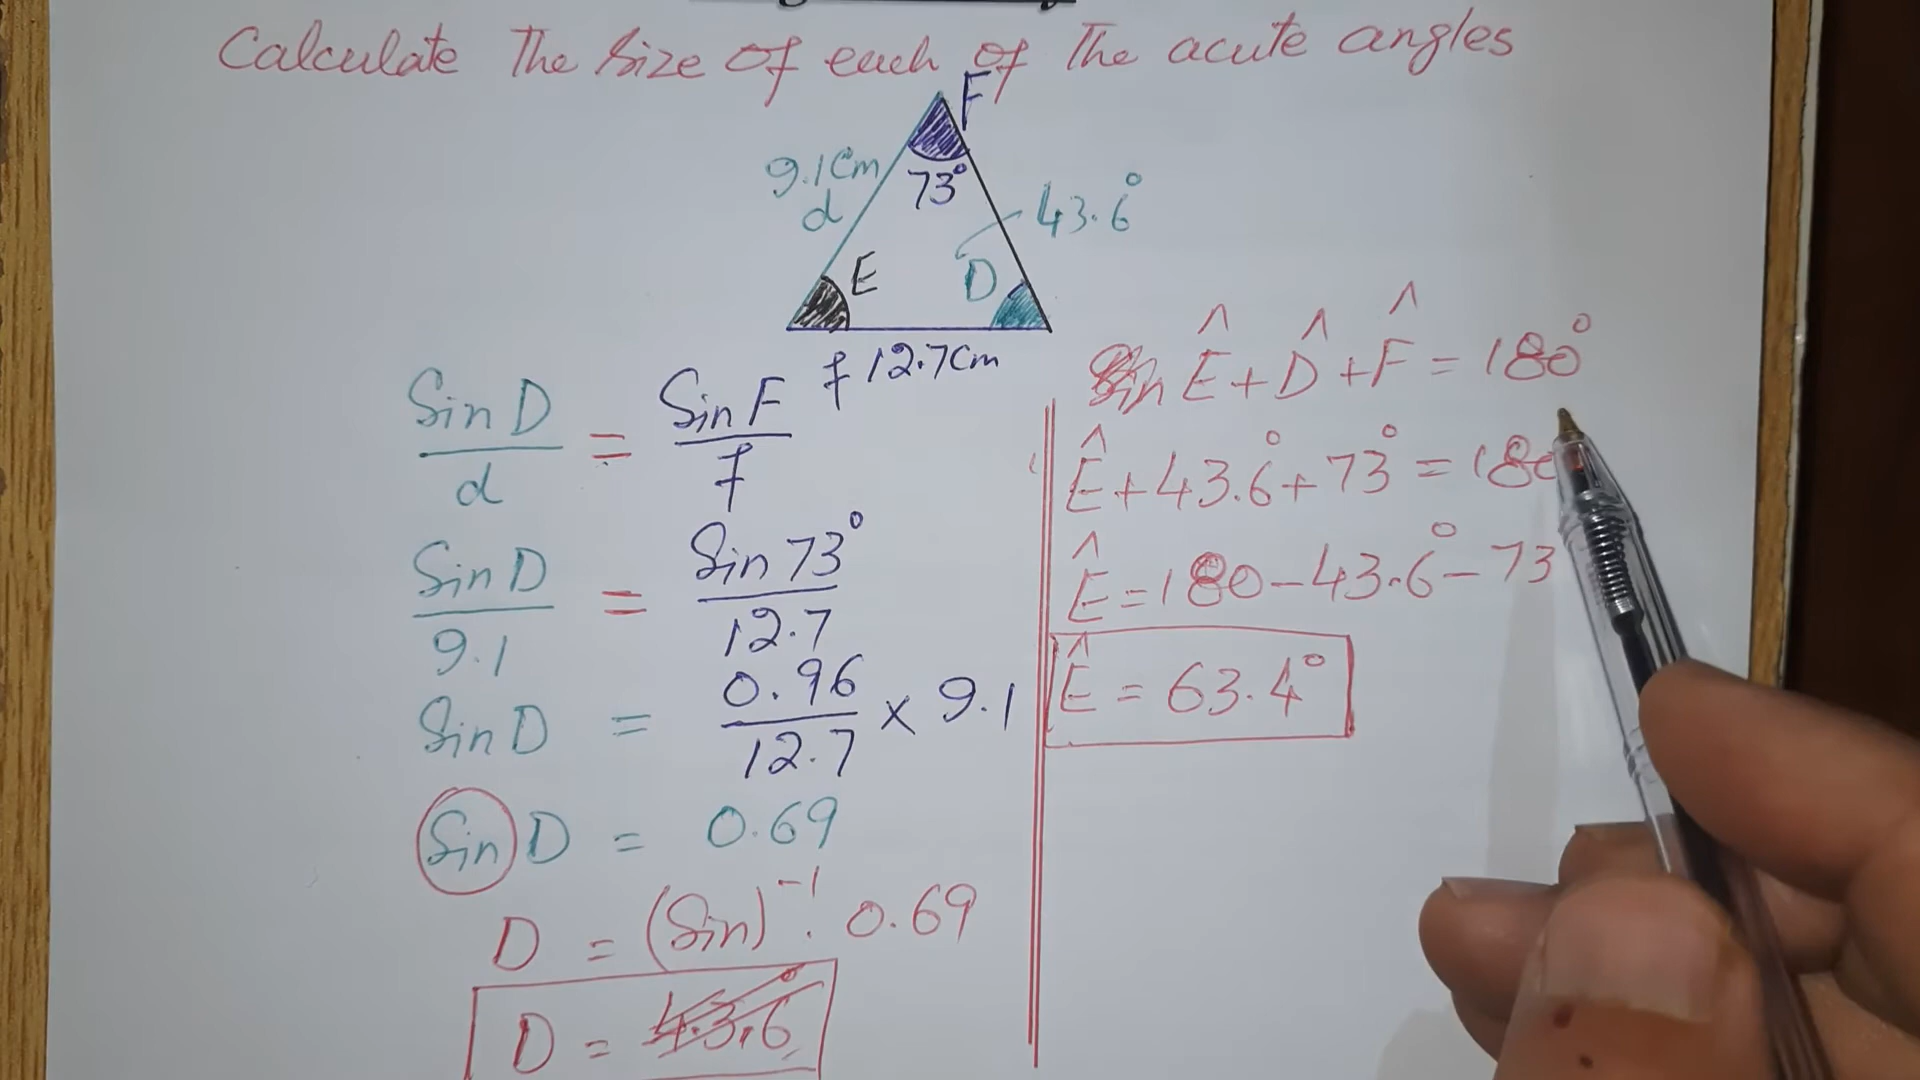 Calculate The size of each of The acute angles
F
9.1cm
d
73°
43.6°
E
D
f 12.7cm
Sin D / d = Sin F / f
Sin D / 9.1 = Sin 73° / 12.7
Sin D = 0.96 / 12.7 × 9.1
Sin D = 0.69
D = (Sin)⁻¹ . 0.69
D = 43.6°
Sin Ê + D̂ + F̂ = 180°
Ê + 43.6° + 73° = 180
Ê = 180 - 43.6° - 73
Ê = 63.4°